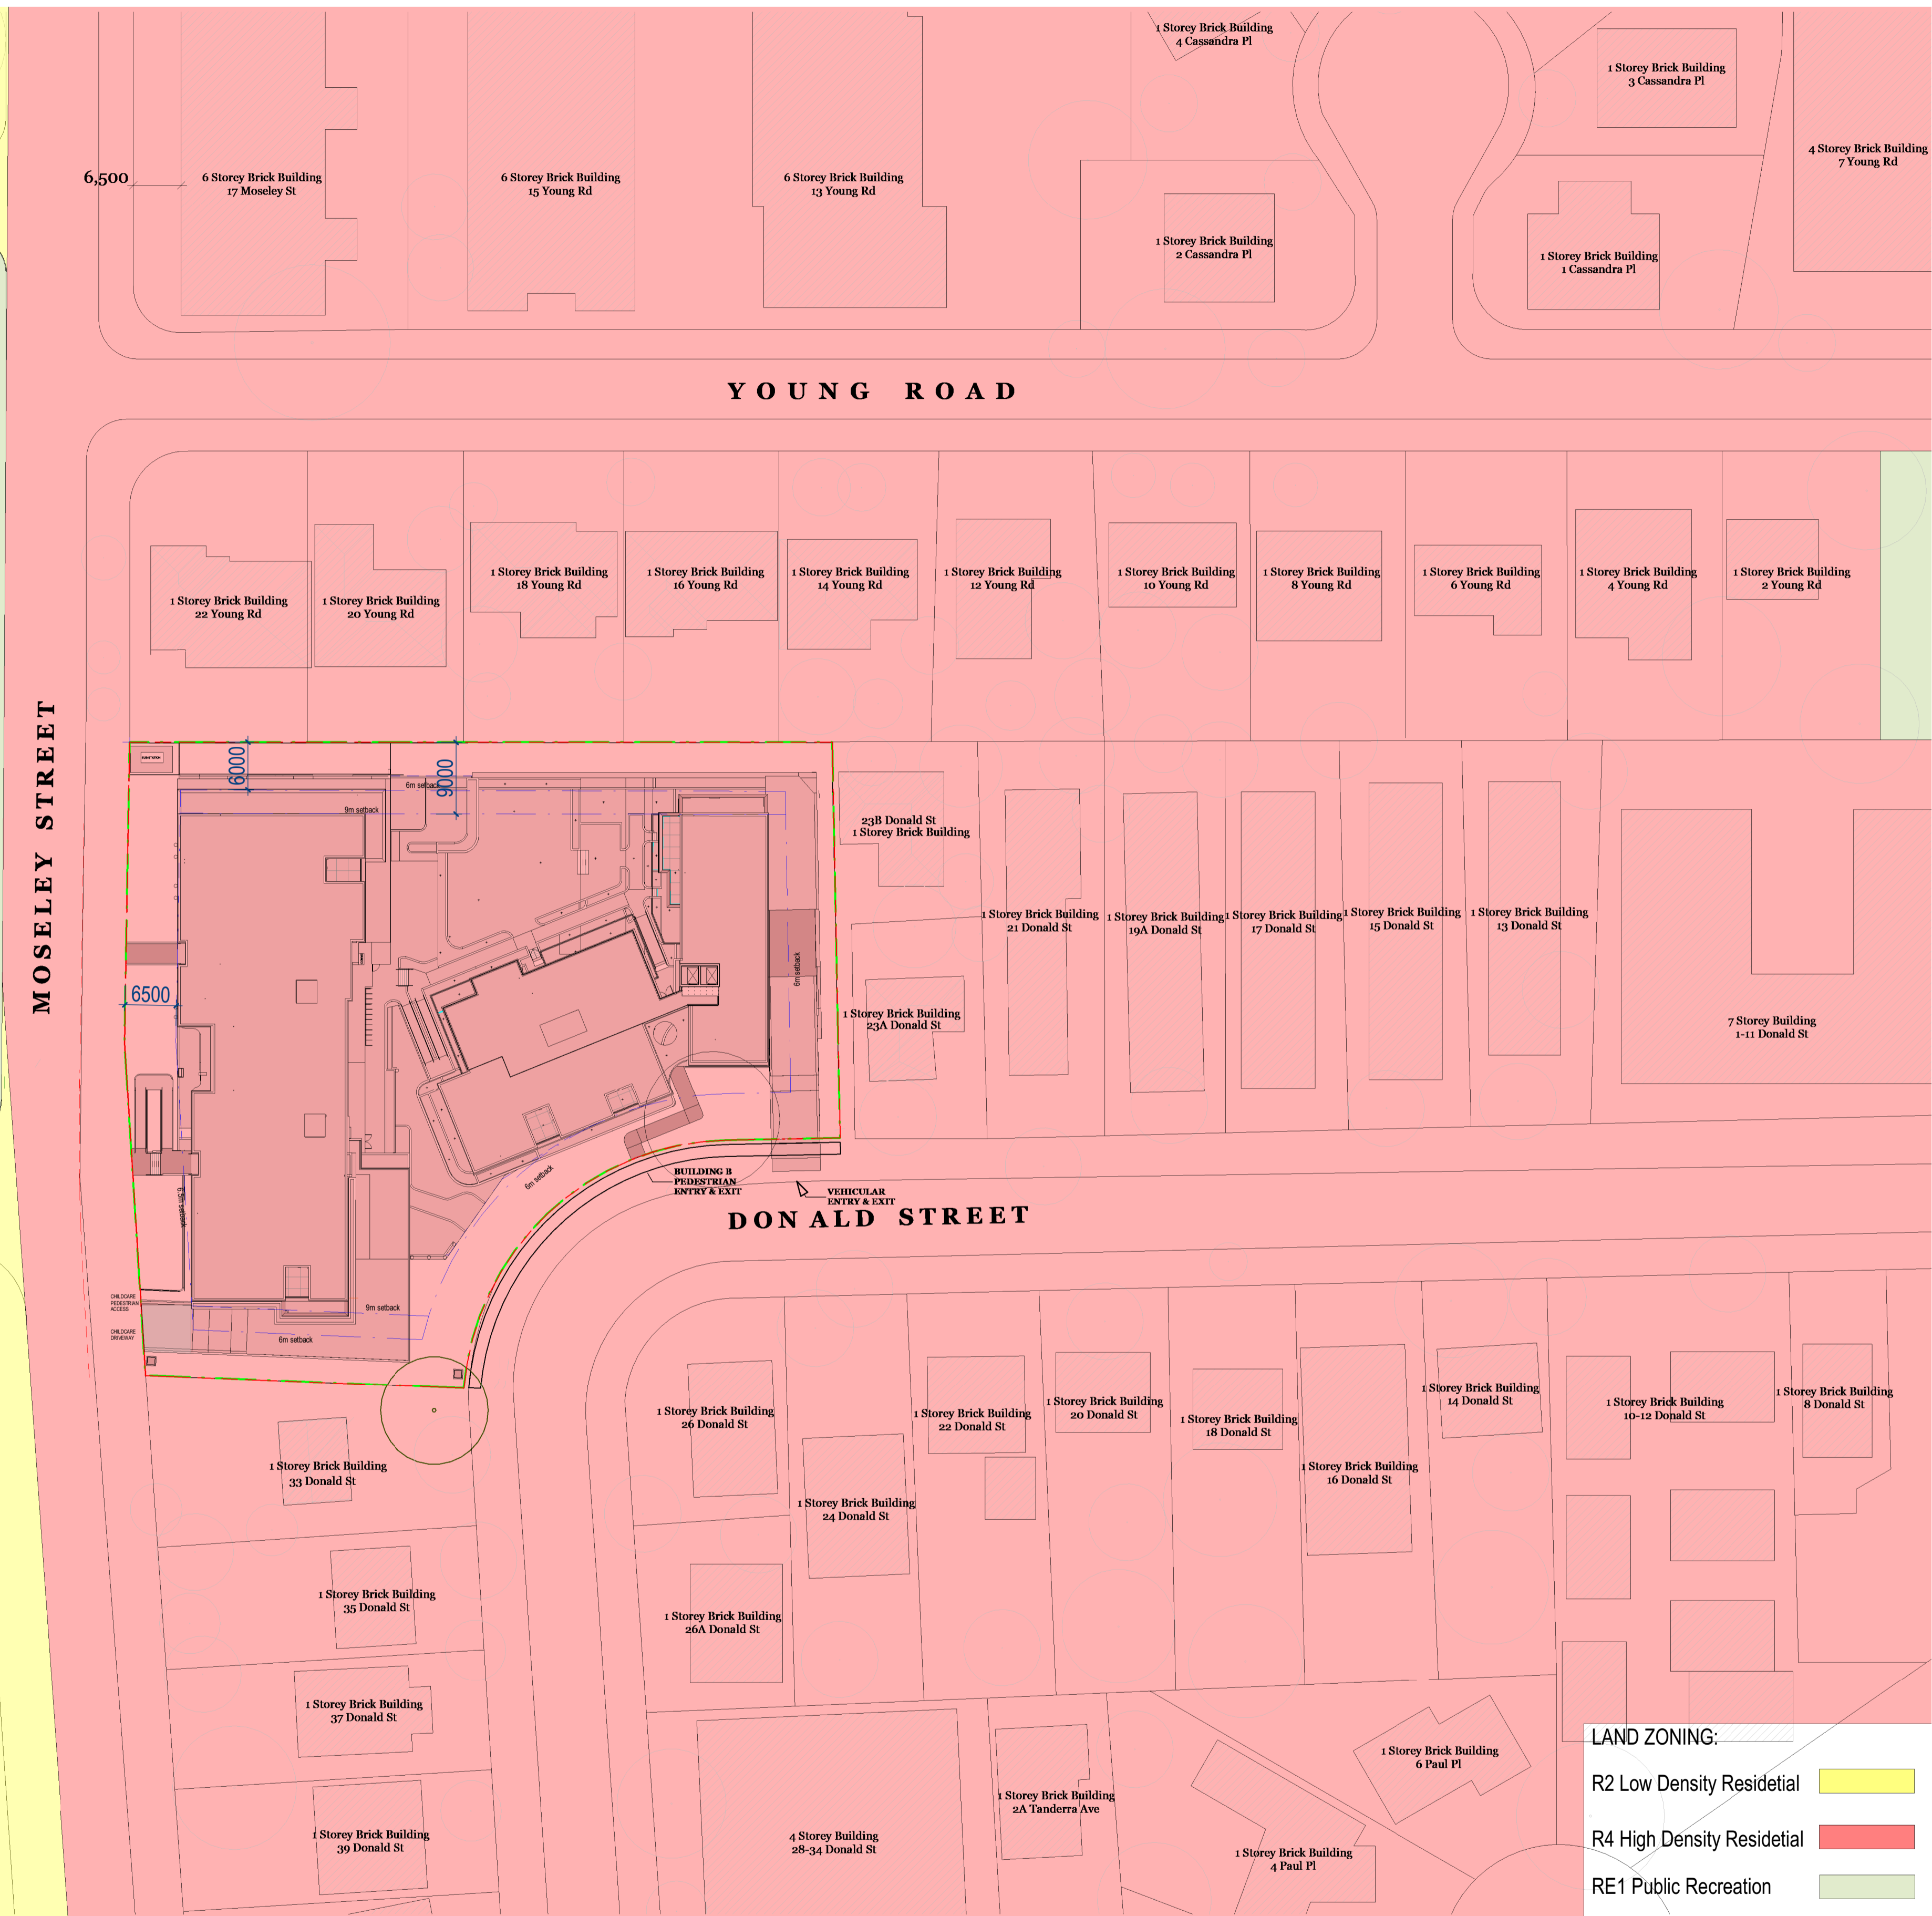 1 Storey Brick Building
4 Cassandra Pl
1 Storey Brick Building
3 Cassandra Pl
4 Storey Brick Building
7 Young Rd
6,500
6 Storey Brick Building
17 Moseley St
6 Storey Brick Building
15 Young Rd
6 Storey Brick Building
13 Young Rd
1 Storey Brick Building
2 Cassandra Pl
1 Storey Brick Building
1 Cassandra Pl
YOUNG ROAD
1 Storey Brick Building
22 Young Rd
1 Storey Brick Building
20 Young Rd
1 Storey Brick Building
18 Young Rd
1 Storey Brick Building
16 Young Rd
1 Storey Brick Building
14 Young Rd
1 Storey Brick Building
12 Young Rd
1 Storey Brick Building
10 Young Rd
1 Storey Brick Building
8 Young Rd
1 Storey Brick Building
6 Young Rd
1 Storey Brick Building
4 Young Rd
1 Storey Brick Building
2 Young Rd
MOSELEY STREET
6000
9000
6m setback
9m setback
6500
6m setback
6.5m setback
6m setback
9m setback
6m setback
23B Donald St
1 Storey Brick Building
1 Storey Brick Building
23A Donald St
1 Storey Brick Building
21 Donald St
1 Storey Brick Building
19A Donald St
1 Storey Brick Building
17 Donald St
1 Storey Brick Building
15 Donald St
1 Storey Brick Building
13 Donald St
7 Storey Building
1-11 Donald St
BUILDING B
PEDESTRIAN
ENTRY & EXIT
VEHICULAR
ENTRY & EXIT
DONALD STREET
CHILDCARE
PEDESTRIAN
ACCESS
CHILDCARE
DRIVEWAY
1 Storey Brick Building
33 Donald St
1 Storey Brick Building
35 Donald St
1 Storey Brick Building
37 Donald St
1 Storey Brick Building
39 Donald St
1 Storey Brick Building
26 Donald St
1 Storey Brick Building
24 Donald St
1 Storey Brick Building
22 Donald St
1 Storey Brick Building
20 Donald St
1 Storey Brick Building
18 Donald St
1 Storey Brick Building
16 Donald St
1 Storey Brick Building
14 Donald St
1 Storey Brick Building
10-12 Donald St
1 Storey Brick Building
8 Donald St
1 Storey Brick Building
26A Donald St
4 Storey Building
28-34 Donald St
1 Storey Brick Building
2A Tanderra Ave
1 Storey Brick Building
6 Paul Pl
1 Storey Brick Building
4 Paul Pl
LAND ZONING:
R2 Low Density Residetial
R4 High Density Residetial
RE1 Public Recreation